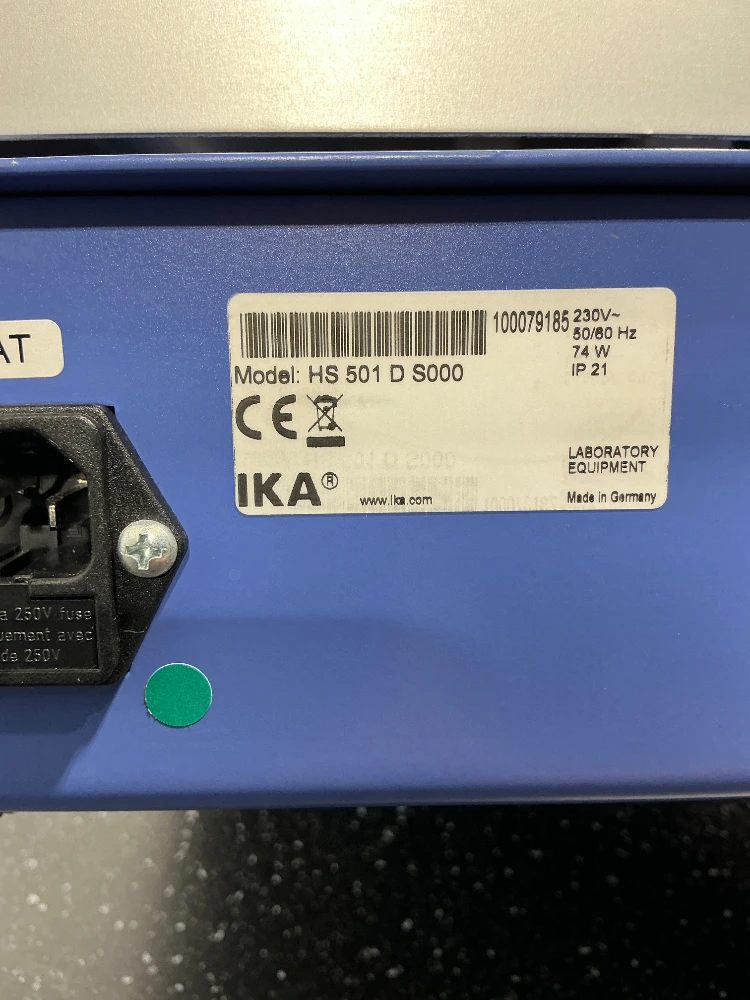 AT
100079185
230V~
50/60 Hz
74 W
IP 21
Model: HS 501 D S000
CE
LABORATORY
EQUIPMENT
IKA®
www.ika.com
Made in Germany
a 250V fuse
uement avec
de 250V